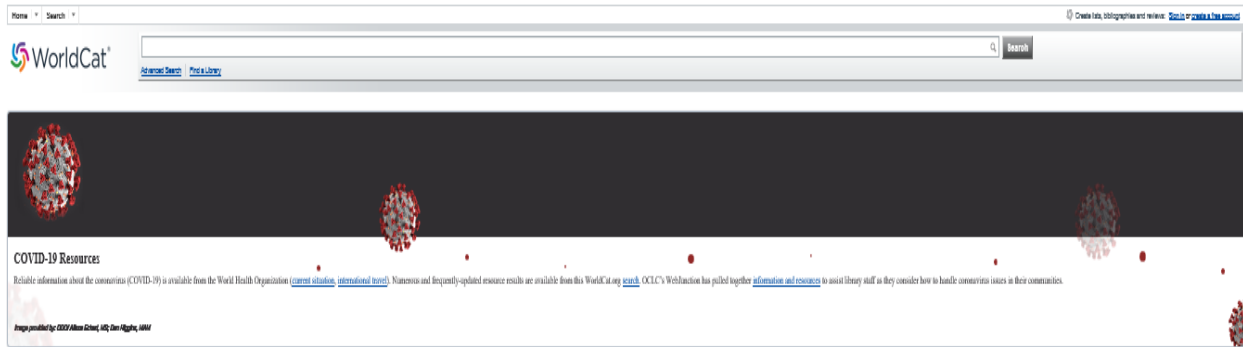 Home Search Create lists, bibliographies and reviews: Sign in or create a free account
WorldCat
Search
Advanced Search Find a Library
COVID-19 Resources
Reliable information about the coronavirus (COVID-19) is available from the World Health Organization (current situation, international travel). Numerous and frequently-updated resource results are available from this WorldCat.org search. OCLC's WebJunction has pulled together information and resources to assist library staff as they consider how to handle coronavirus issues in their communities.
Image provided by: CDC/ Alissa Eckert, MS; Dan Higgins, MAM